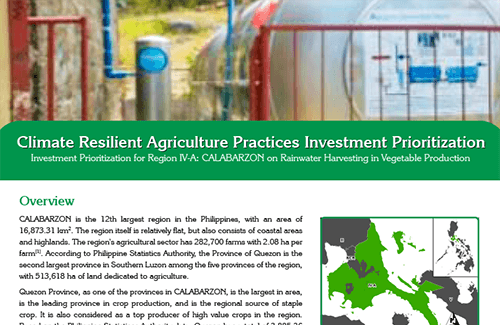 Climate Resilient Agriculture Practices Investment Prioritization
Investment Prioritization for Region IV-A: CALABARZON on Rainwater Harvesting in Vegetable Production
Overview
CALABARZON is the 12th largest region in the Philippines, with an area of
16,873.31 km². The region itself is relatively flat, but also consists of coastal areas
and highlands. The region's agricultural sector has 282,700 farms with 2.08 ha per
farm[1]. According to Philippine Statistics Authority, the Province of Quezon is the
second largest province in Southern Luzon among the five provinces of the region,
with 513,618 ha of land dedicated to agriculture.
Quezon Province, as one of the provinces in CALABARZON, is the largest in area,
is the leading province in crop production, and is the regional source of staple
crop. It is also considered as a top producer of high value crops in the region.